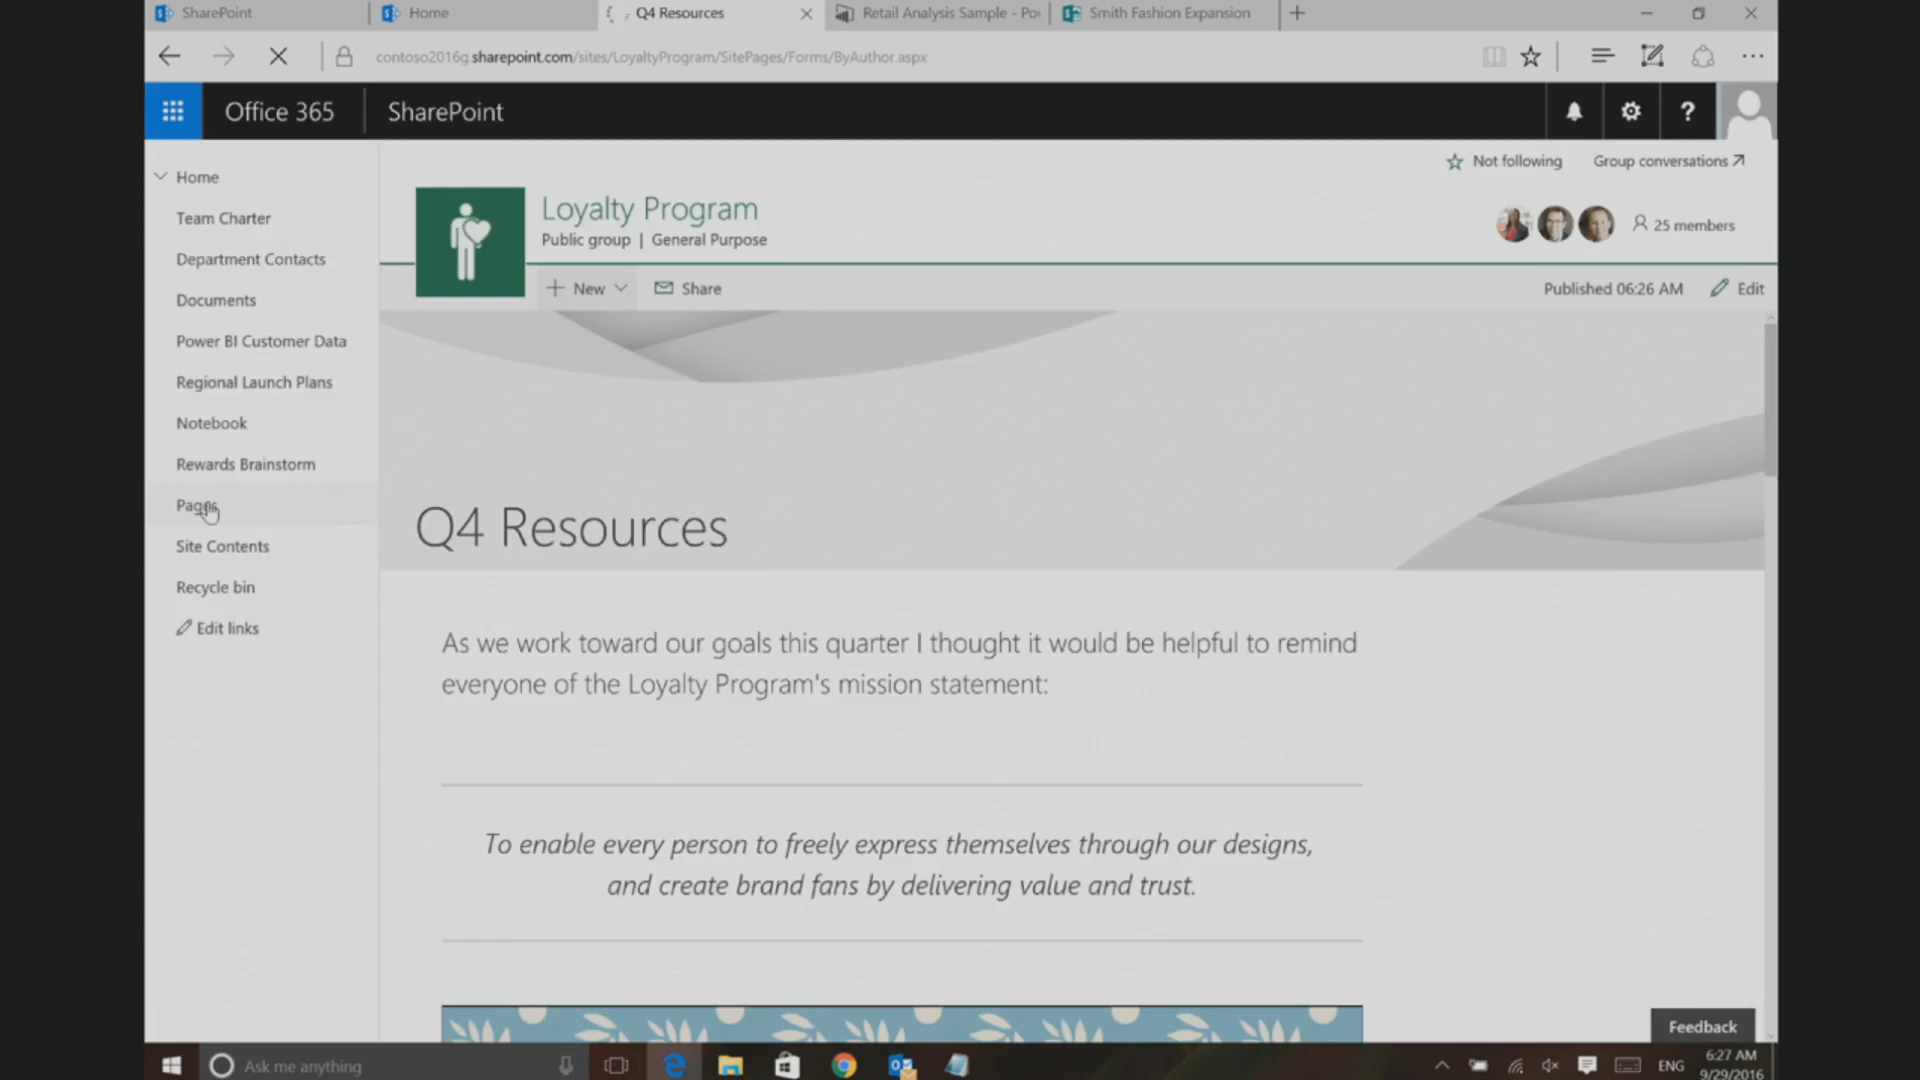 SharePoint
Home
Q4 Resources
Retail Analysis Sample - Po
Smith Fashion Expansion
contoso2016g.sharepoint.com/sites/LoyaltyProgram/SitePages/Forms/ByAuthor.aspx
Office 365
SharePoint
?
Home
Team Charter
Department Contacts
Documents
Power BI Customer Data
Regional Launch Plans
Notebook
Rewards Brainstorm
Pages
Site Contents
Recycle bin
Edit links
Not following
Group conversations
Loyalty Program
Public group | General Purpose
25 members
New
Share
Published 06:26 AM
Edit
Q4 Resources
As we work toward our goals this quarter I thought it would be helpful to remind
everyone of the Loyalty Program's mission statement:
To enable every person to freely express themselves through our designs,
and create brand fans by delivering value and trust.
Feedback
Ask me anything
ENG
6:27 AM
9/29/2016